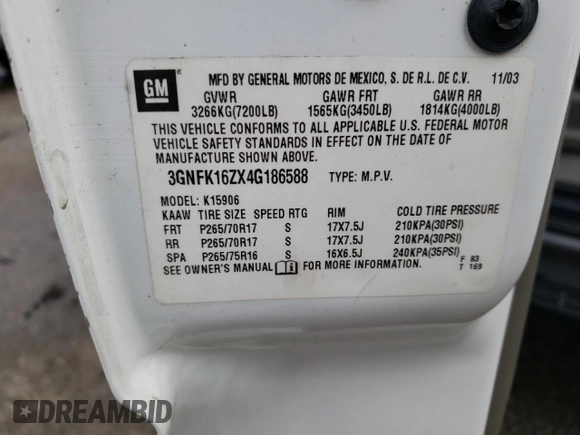 GM
MFD BY GENERAL MOTORS DE MEXICO, S. DE R.L. DE C.V. 11/03
GVWR GAWR FRT GAWR RR
3266KG(7200LB) 1565KG(3450LB) 1814KG(4000LB)
THIS VEHICLE CONFORMS TO ALL APPLICABLE U.S. FEDERAL MOTOR
VEHICLE SAFETY STANDARDS IN EFFECT ON THE DATE OF
MANUFACTURE SHOWN ABOVE.
3GNFK16ZX4G186588 TYPE: M.P.V.
MODEL: K15906
KAAW TIRE SIZE SPEED RTG RIM COLD TIRE PRESSURE
FRT P265/70R17 S 17X7.5J 210KPA(30PSI)
RR P265/70R17 S 17X7.5J 210KPA(30PSI)
SPA P265/75R16 S 16X6.5J 240KPA(35PSI)
F 83
SEE OWNER'S MANUAL FOR MORE INFORMATION. T 169
DREAMBID